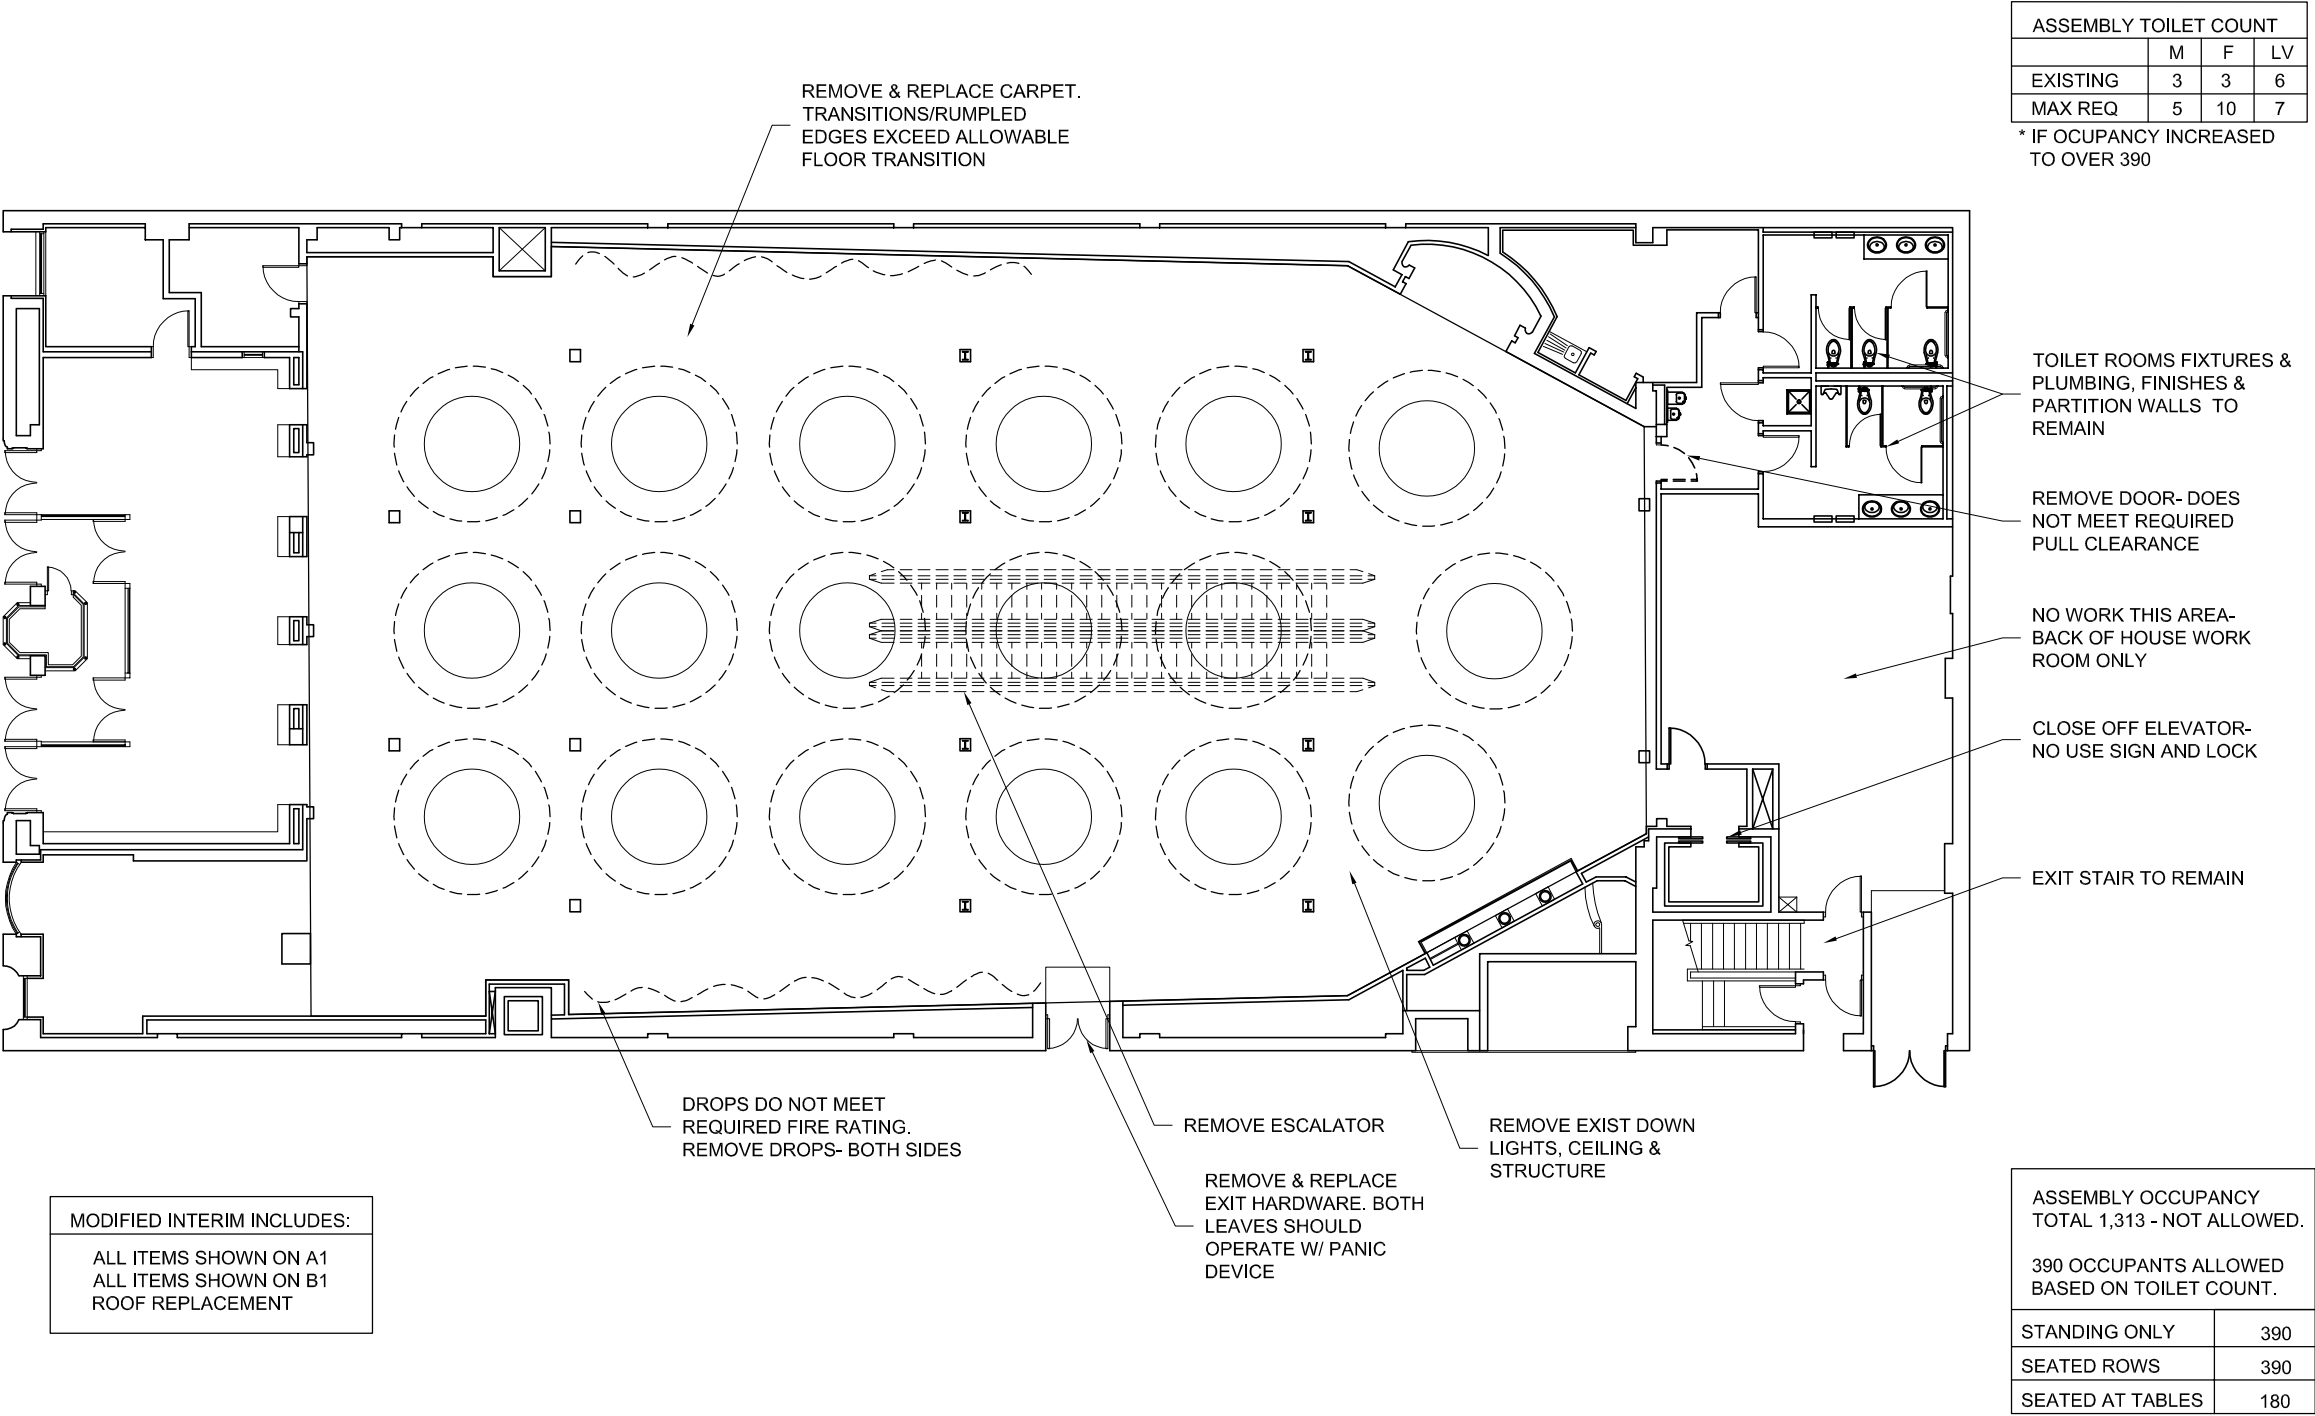 ASSEMBLY TOILET COUNT
M F LV
EXISTING 3 3 6
MAX REQ 5 10 7
* IF OCUPANCY INCREASED
TO OVER 390
REMOVE & REPLACE CARPET.
TRANSITIONS/RUMPLED
EDGES EXCEED ALLOWABLE
FLOOR TRANSITION
TOILET ROOMS FIXTURES &
PLUMBING, FINISHES &
PARTITION WALLS TO
REMAIN
REMOVE DOOR- DOES
NOT MEET REQUIRED
PULL CLEARANCE
NO WORK THIS AREA-
BACK OF HOUSE WORK
ROOM ONLY
CLOSE OFF ELEVATOR-
NO USE SIGN AND LOCK
EXIT STAIR TO REMAIN
DROPS DO NOT MEET
REQUIRED FIRE RATING.
REMOVE DROPS- BOTH SIDES
REMOVE ESCALATOR
REMOVE & REPLACE
EXIT HARDWARE. BOTH
LEAVES SHOULD
OPERATE W/ PANIC
DEVICE
REMOVE EXIST DOWN
LIGHTS, CEILING &
STRUCTURE
MODIFIED INTERIM INCLUDES:
ALL ITEMS SHOWN ON A1
ALL ITEMS SHOWN ON B1
ROOF REPLACEMENT
ASSEMBLY OCCUPANCY
TOTAL 1,313 - NOT ALLOWED.
390 OCCUPANTS ALLOWED
BASED ON TOILET COUNT.
STANDING ONLY 390
SEATED ROWS 390
SEATED AT TABLES 180